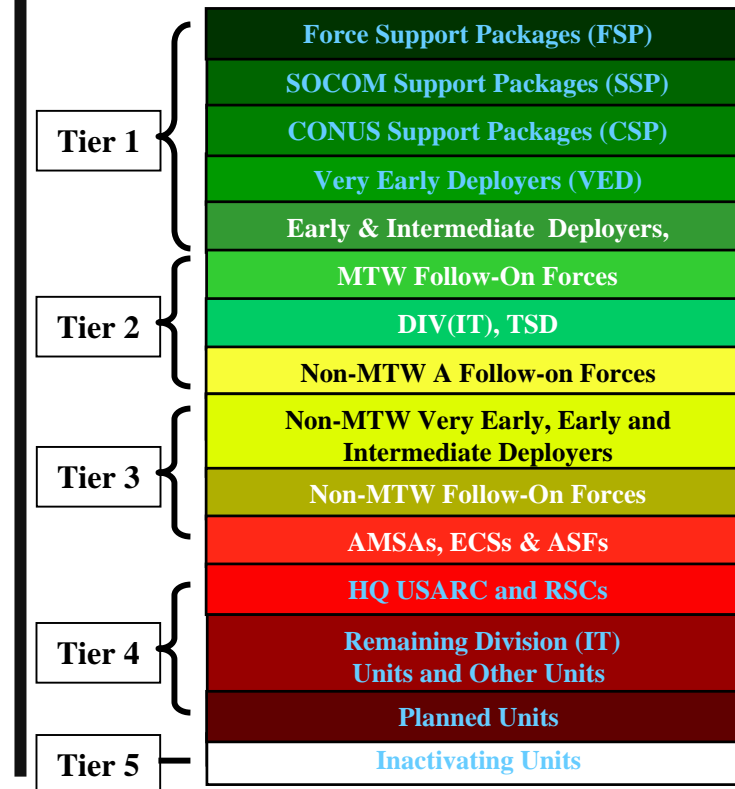 Tier 1
Force Support Packages (FSP)
SOCOM Support Packages (SSP)
CONUS Support Packages (CSP)
Very Early Deployers (VED)
Early & Intermediate Deployers,
Tier 2
MTW Follow-On Forces
DIV(IT), TSD
Non-MTW A Follow-on Forces
Tier 3
Non-MTW Very Early, Early and
Intermediate Deployers
Non-MTW Follow-On Forces
AMSAs, ECSs & ASFs
Tier 4
HQ USARC and RSCs
Remaining Division (IT)
Units and Other Units
Planned Units
Tier 5
Inactivating Units